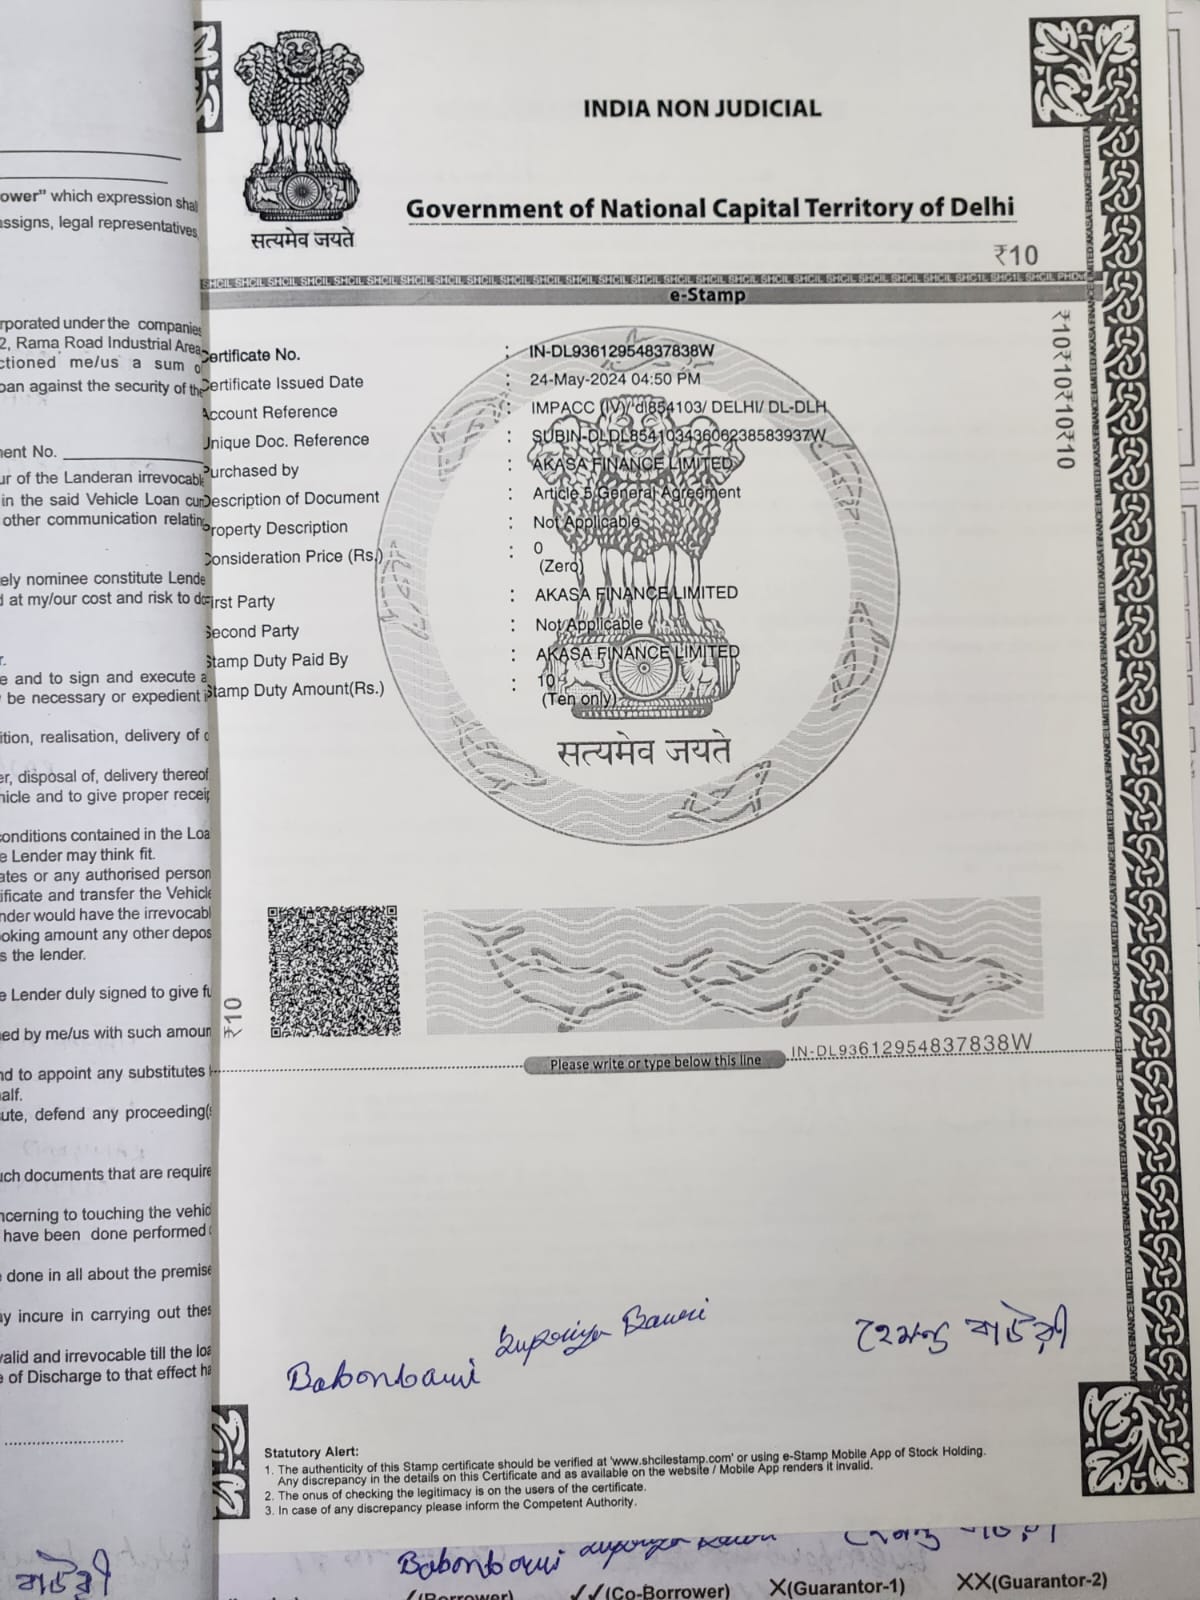 ower" which expression shal
assigns, legal representatives
rporated under the companies
2, Rama Road Industrial Area
ctioned me/us a sum o
oan against the security of the
ment No.
ur of the Landeran irrevocabl
in the said Vehicle Loan cum
other communication relating
ely nominee constitute Lende
d at my/our cost and risk to do
r.
e and to sign and execute a
be necessary or expedient i
ition, realisation, delivery of
er, disposal of, delivery thereof
hicle and to give proper receip
conditions contained in the Loa
e Lender may think fit.
ates or any authorised person
ificate and transfer the Vehicle
nder would have the irrevocabl
oking amount any other depos
s the lender.
e Lender duly signed to give fu
ned by me/us with such amoun
nd to appoint any substitutes
alf.
ute, defend any proceeding(s
uch documents that are require
ncerning to touching the vehic
have been done performed
done in all about the premise
ay incure in carrying out thes
valid and irrevocable till the loa
e of Discharge to that effect ha
सत्यमेव जयते
INDIA NON JUDICIAL
Government of National Capital Territory of Delhi
₹10
SHCIL SHCIL SHCIL SHCIL SHCIL SHCIL SHCIL SHCIL SHCIL SHCIL SHCIL SHCIL SHCIL SHCIL SHCIL SHCIL SHCIL SHCIL SHCIL SHCIL SHCIL SHCIL SHCIL SHCIL SHCIL
e-Stamp
Certificate No. : IN-DL93612954837838W
Certificate Issued Date : 24-May-2024 04:50 PM
Account Reference : IMPACC (IV)/ dl854103/ DELHI/ DL-DLH
Unique Doc. Reference : SUBIN-DLDL85410343606238583937W
Purchased by : AKASA FINANCE LIMITED
Description of Document : Article 5 General Agreement
Property Description : Not Applicable
Consideration Price (Rs.) : 0
(Zero)
First Party : AKASA FINANCE LIMITED
Second Party : Not Applicable
Stamp Duty Paid By : AKASA FINANCE LIMITED
Stamp Duty Amount(Rs.) : 10
(Ten only)
सत्यमेव जयते
₹10₹10₹10₹10
₹10
IN-DL93612954837838W
Please write or type below this line
Babonbauri
Supriya Bauri
হেমন্ত বাউরী
Statutory Alert:
1. The authenticity of this Stamp certificate should be verified at 'www.shcilestamp.com' or using e-Stamp Mobile App of Stock Holding.
Any discrepancy in the details on this Certificate and as available on the website / Mobile App renders it invalid.
2. The onus of checking the legitimacy is on the users of the certificate.
3. In case of any discrepancy please inform the Competent Authority.
বাউরী
Babonbauri
✓(Borrower) ✓✓(Co-Borrower) X(Guarantor-1) XX(Guarantor-2)